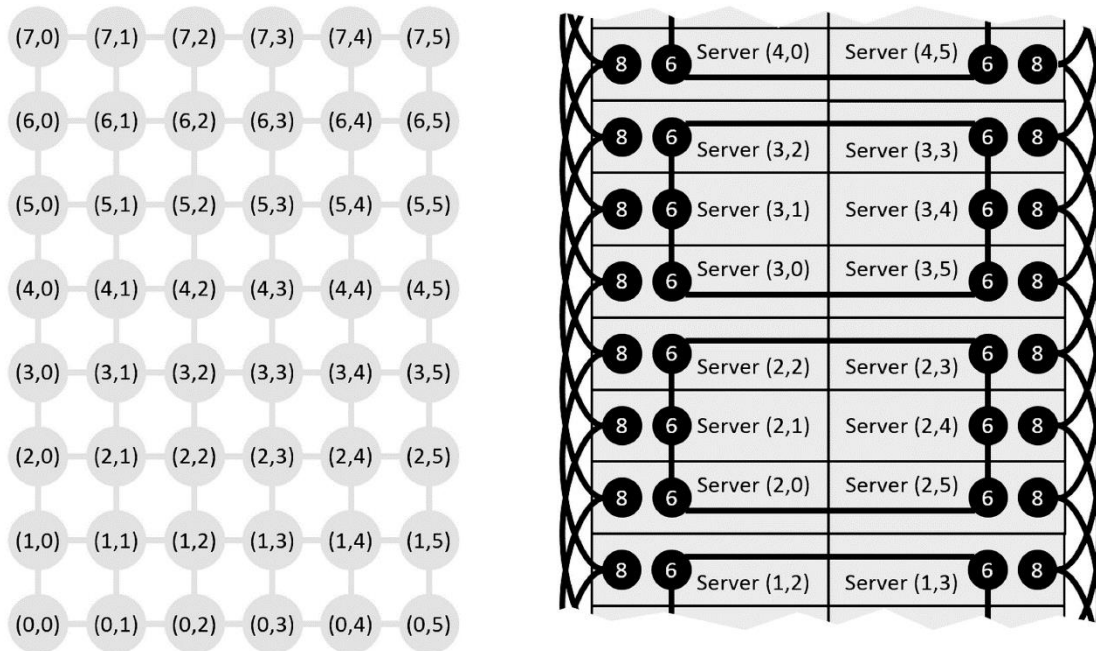 (7,0) (7,1) (7,2) (7,3) (7,4) (7,5)
(6,0) (6,1) (6,2) (6,3) (6,4) (6,5)
(5,0) (5,1) (5,2) (5,3) (5,4) (5,5)
(4,0) (4,1) (4,2) (4,3) (4,4) (4,5)
(3,0) (3,1) (3,2) (3,3) (3,4) (3,5)
(2,0) (2,1) (2,2) (2,3) (2,4) (2,5)
(1,0) (1,1) (1,2) (1,3) (1,4) (1,5)
(0,0) (0,1) (0,2) (0,3) (0,4) (0,5)
8 6 Server (4,0) Server (4,5) 6 8
8 6 Server (3,2) Server (3,3) 6 8
8 6 Server (3,1) Server (3,4) 6 8
8 6 Server (3,0) Server (3,5) 6 8
8 6 Server (2,2) Server (2,3) 6 8
8 6 Server (2,1) Server (2,4) 6 8
8 6 Server (2,0) Server (2,5) 6 8
8 6 Server (1,2) Server (1,3) 6 8